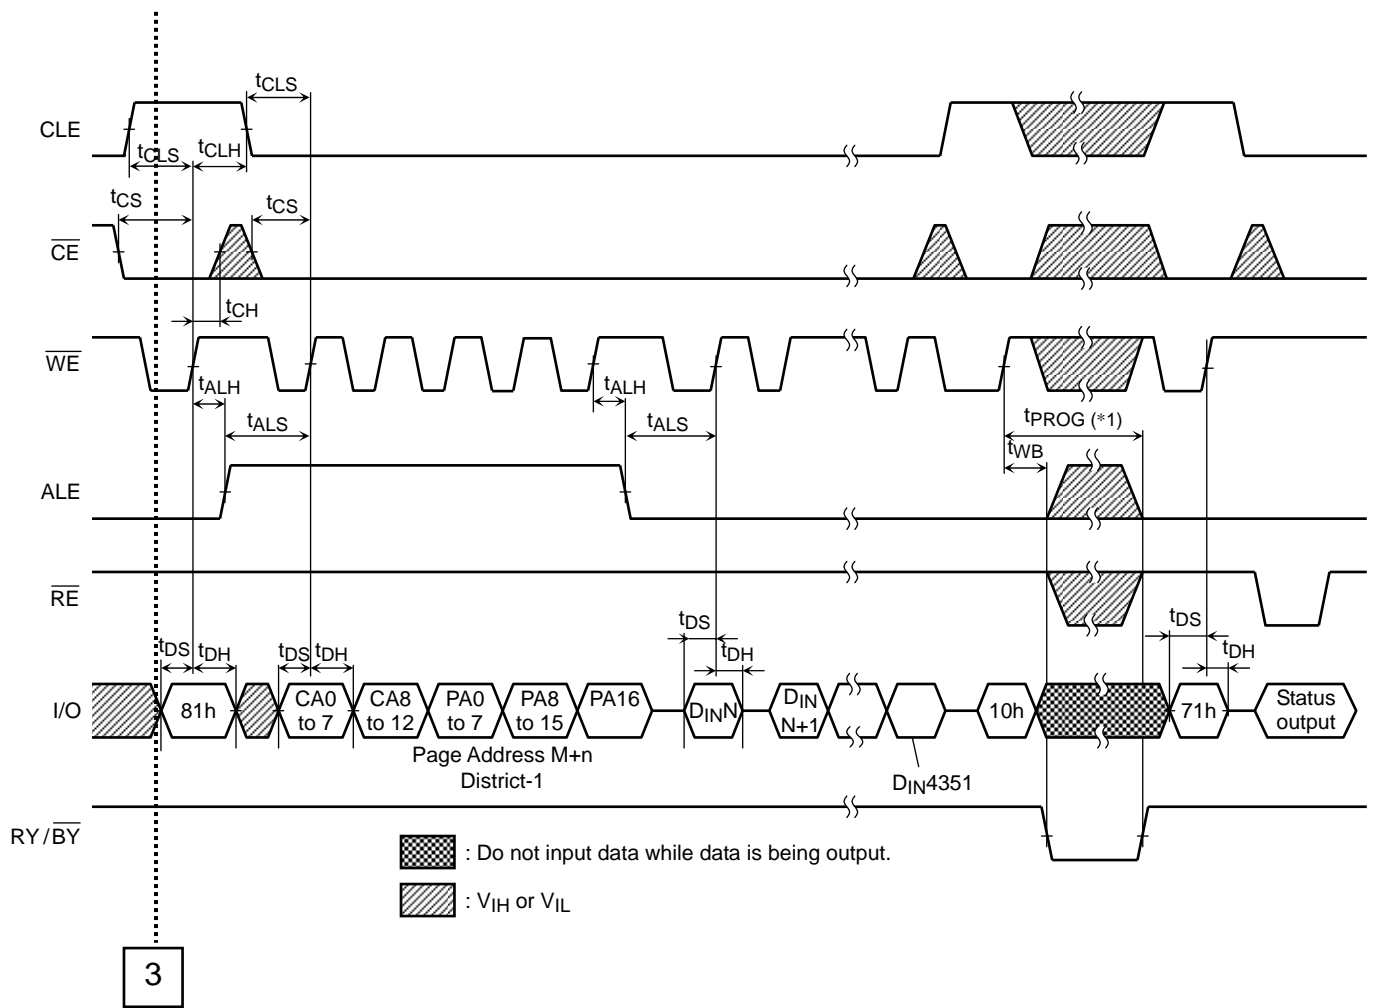 tCLS
CLE
tCLS
tCLH
tCS
tCS
CE
tCH
WE
tALH
tALH
tALS
tALS
tPROG (*1)
tWB
ALE
RE
tDS
tDH
tDS
tDH
tDS
tDH
tDS
tDH
I/O
81h
CA0 to 7
CA8 to 12
PA0 to 7
PA8 to 15
PA16
DINN
DIN N+1
10h
71h
Status output
Page Address M+n
District-1
DIN4351
RY/BY
: Do not input data while data is being output.
: VIH or VIL
3